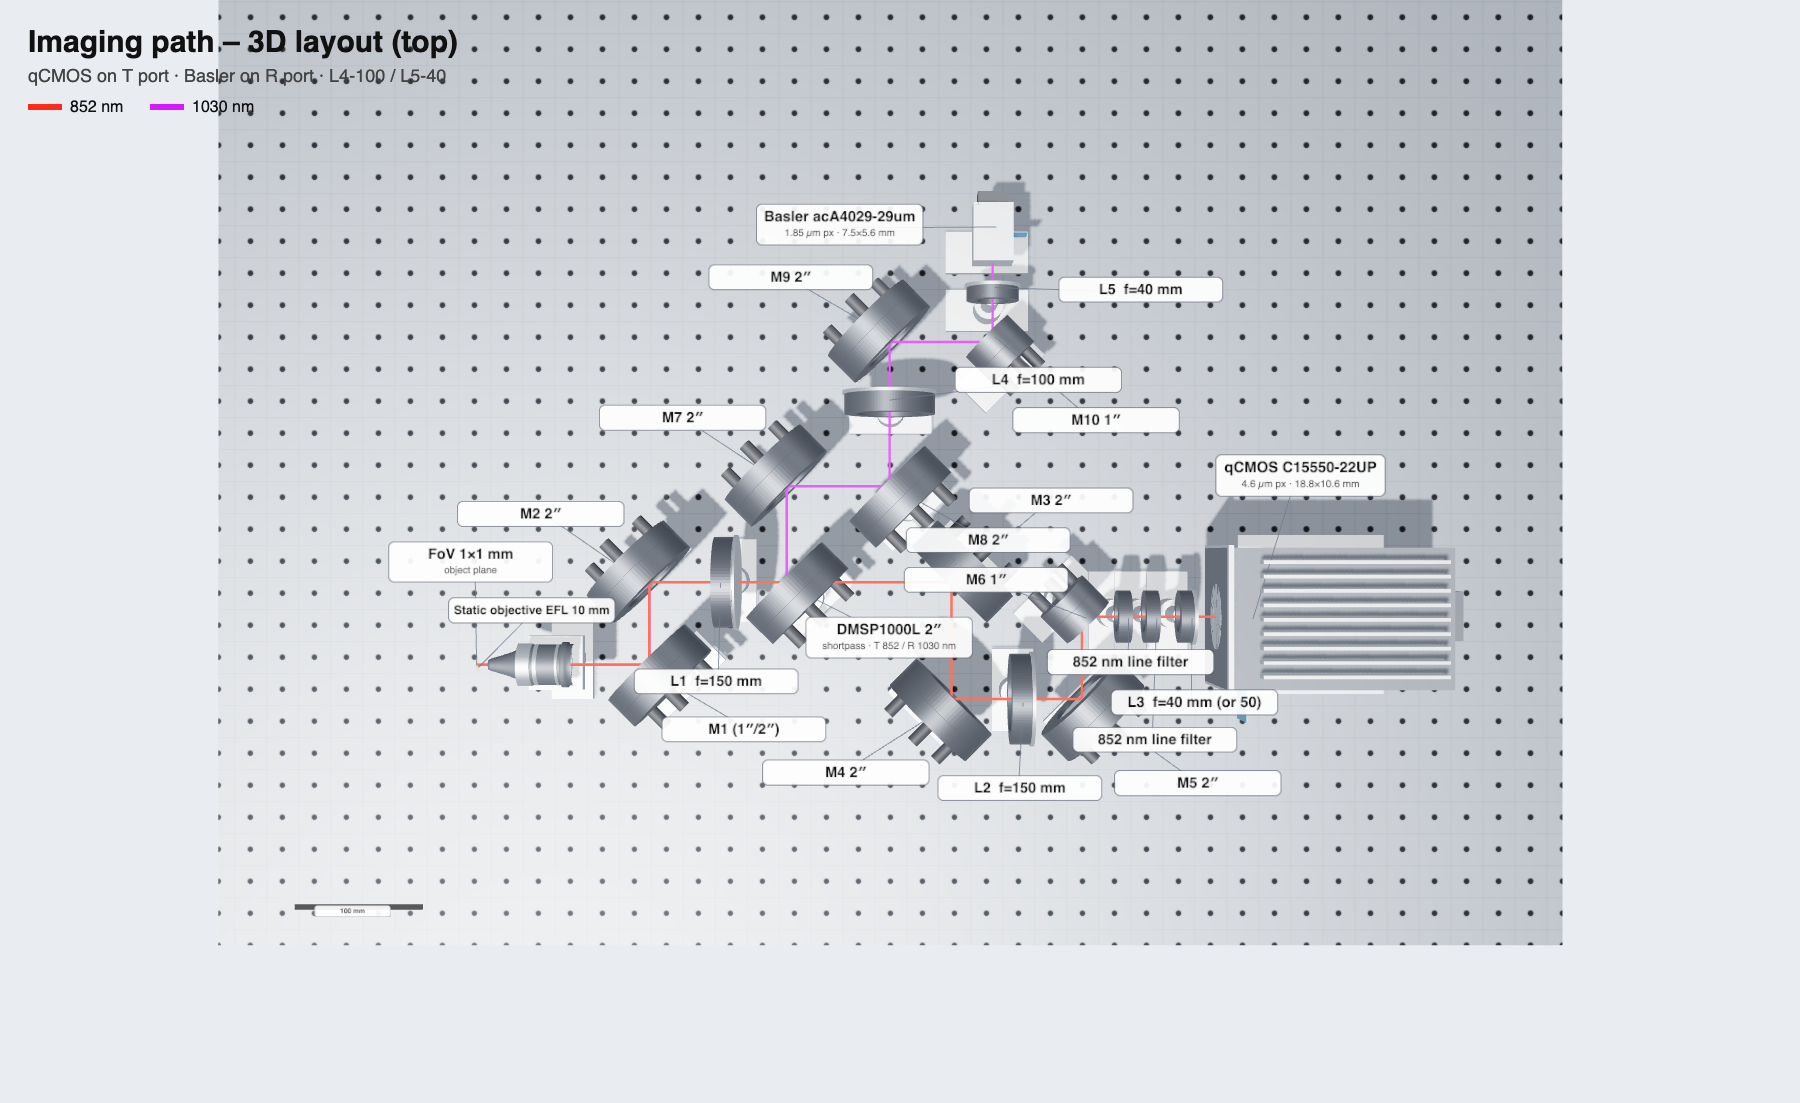 Imaging path – 3D layout (top)
qCMOS on T port · Basler on R port · L4-100 / L5-40
852 nm
1030 nm
Basler acA4029-29um
1.85 µm px · 7.5×5.6 mm
M9 2″
L5 f=40 mm
L4 f=100 mm
M10 1″
M7 2″
qCMOS C15550-22UP
4.6 µm px · 18.8×10.6 mm
M3 2″
M2 2″
M8 2″
FoV 1×1 mm
object plane
M6 1″
Static objective EFL 10 mm
DMSP1000L 2″
shortpass · T 852 / R 1030 nm
852 nm line filter
L1 f=150 mm
L3 f=40 mm (or 50)
M1 (1″/2″)
852 nm line filter
M4 2″
M5 2″
L2 f=150 mm
100 mm